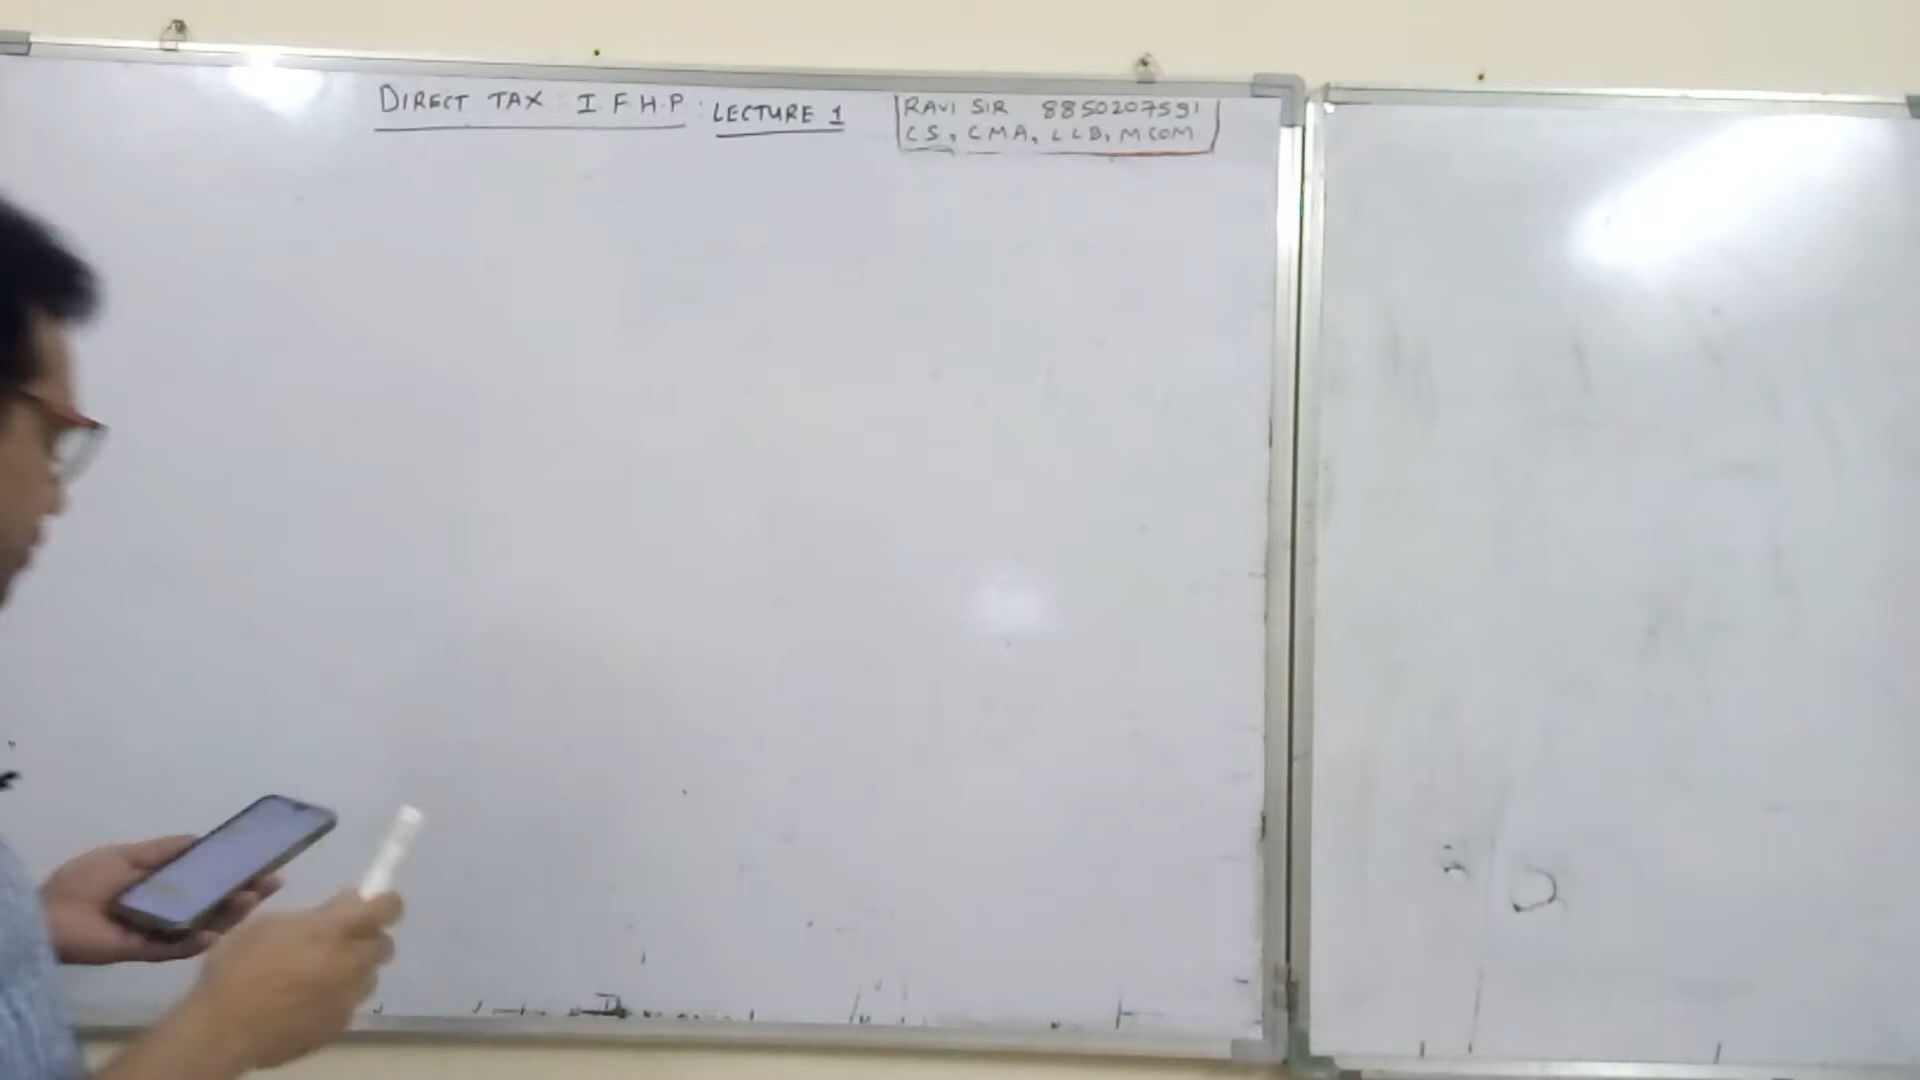 DIRECT TAX : I F H P : LECTURE 1
RAVI SIR 8850207591
CS, CMA, LLB, MCOM